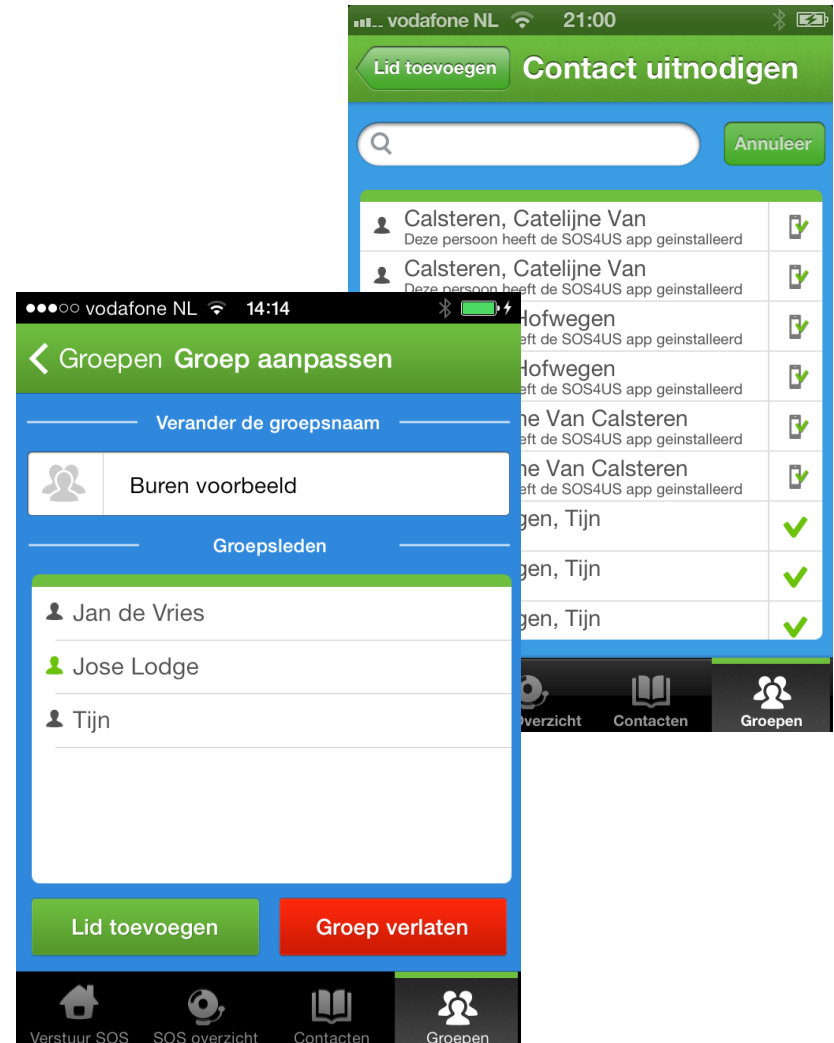 vodafone NL 21:00
Lid toevoegen Contact uitnodigen
Annuleer
Calsteren, Catelijne Van
Deze persoon heeft de SOS4US app geinstalleerd
Calsteren, Catelijne Van
Deze persoon heeft de SOS4US app geinstalleerd
Hofwegen
eft de SOS4US app geinstalleerd
Hofwegen
eft de SOS4US app geinstalleerd
ne Van Calsteren
eft de SOS4US app geinstalleerd
ne Van Calsteren
eft de SOS4US app geinstalleerd
gen, Tijn
gen, Tijn
gen, Tijn
Overzicht Contacten Groepen
vodafone NL 14:14
Groepen Groep aanpassen
Verander de groepsnaam
Buren voorbeeld
Groepsleden
Jan de Vries
Jose Lodge
Tijn
Lid toevoegen Groep verlaten
Verstuur SOS SOS overzicht Contacten Groepen